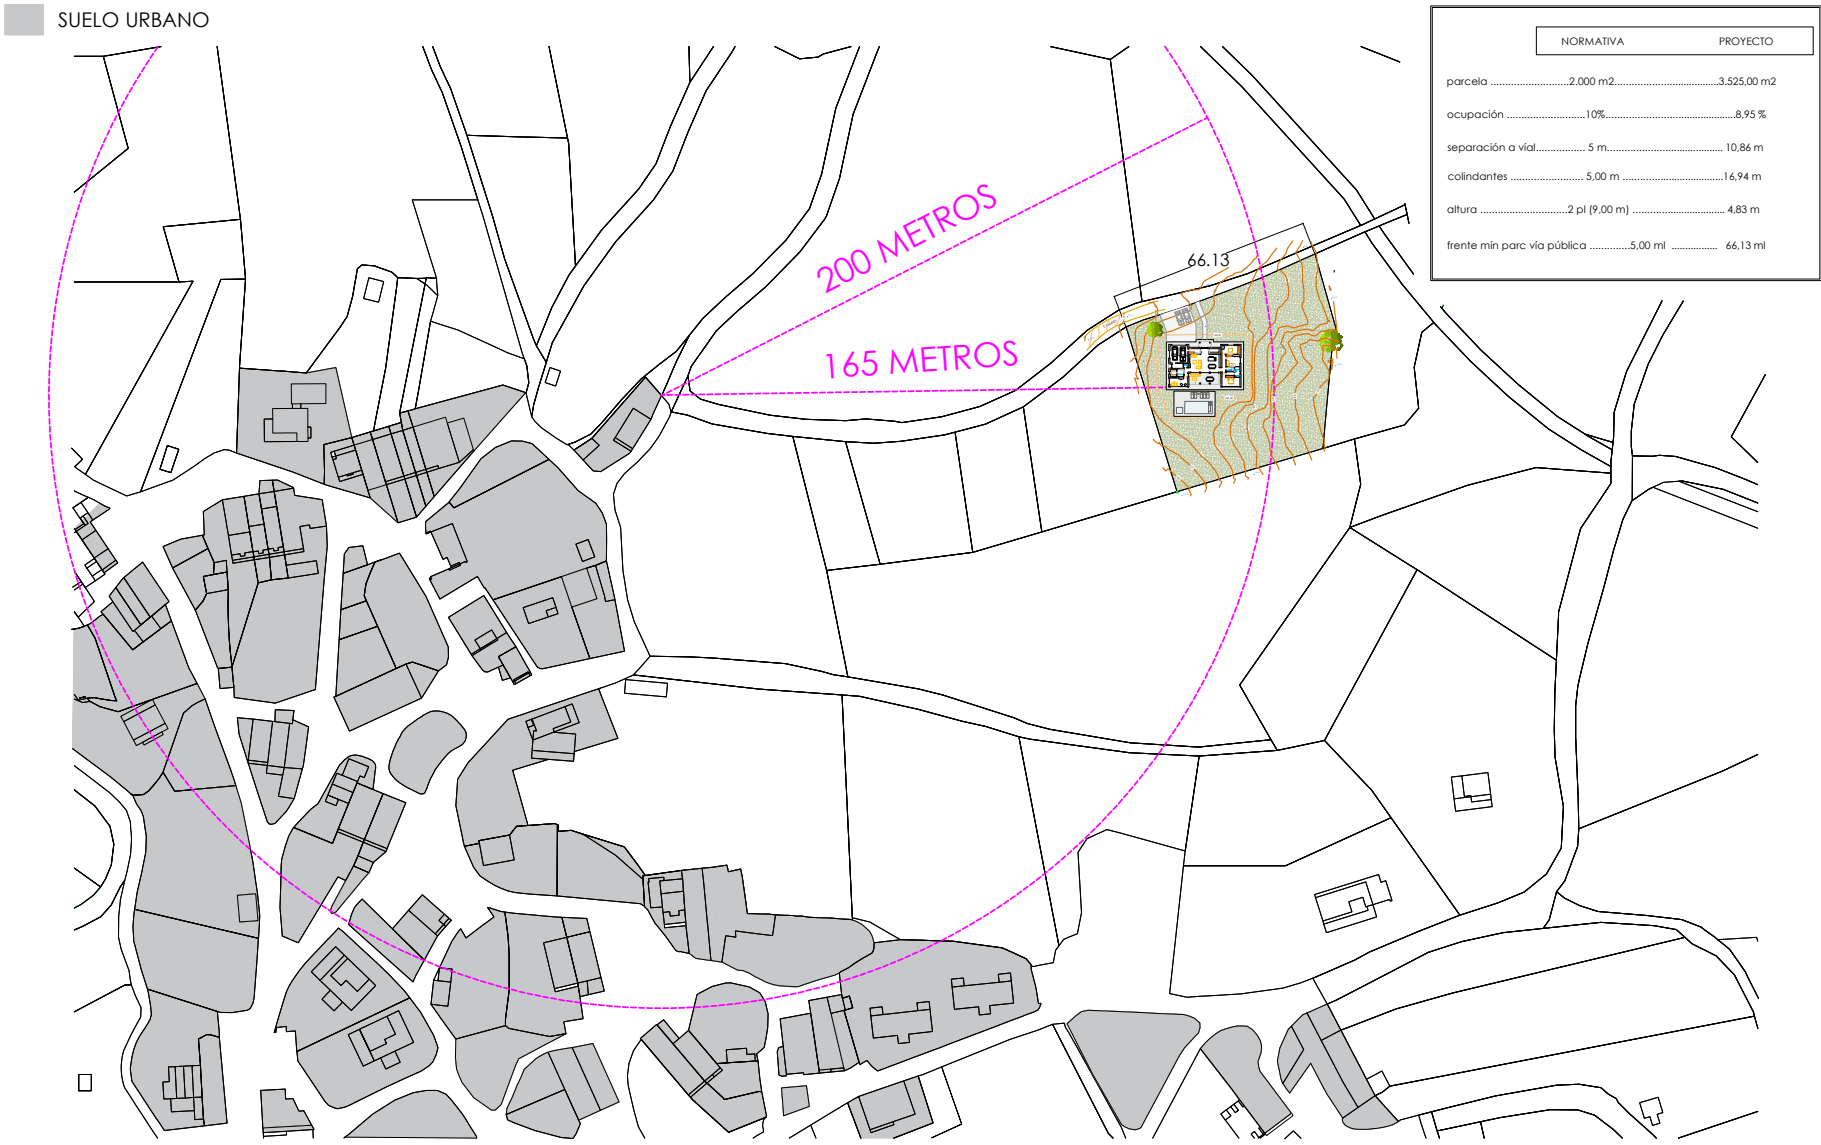 SUELO URBANO
NORMATIVA PROYECTO
parcela ..........................2.000 m2...................................3.525,00 m2
ocupación ..........................10%............................................8,95 %
separación a víal................. 5 m....................................... 10,86 m
colindantes ........................ 5,00 m ..................................16,94 m
altura .............................2 pl (9,00 m) ............................... 4,83 m
frente mín parc vía pública .............5,00 ml ................ 66,13 ml
200 METROS
66.13
165 METROS